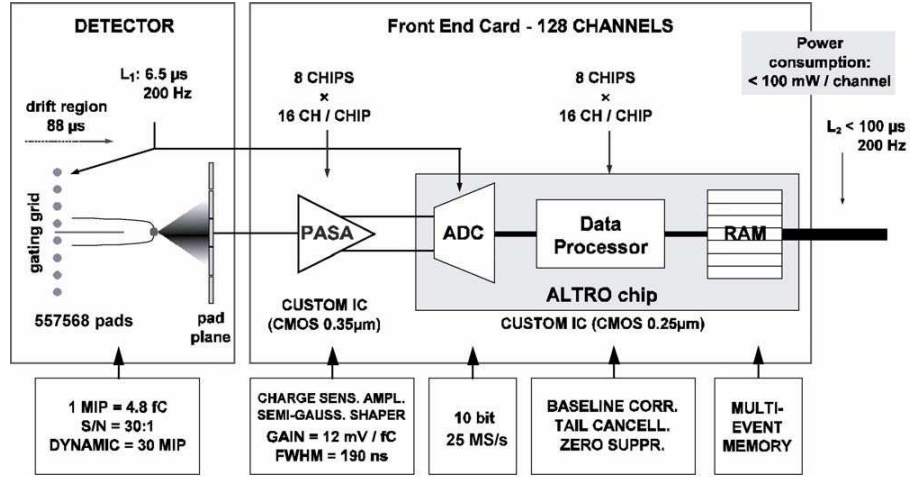 DETECTOR
Front End Card - 128 CHANNELS
Power
consumption:
< 100 mW / channel
L1: 6.5 µs
200 Hz
drift region
88 µs
8 CHIPS
×
16 CH / CHIP
8 CHIPS
×
16 CH / CHIP
L2 < 100 µs
200 Hz
gating grid
PASA
ADC
Data
Processor
RAM
ALTRO chip
557568 pads
pad
plane
CUSTOM IC
(CMOS 0.35µm)
CUSTOM IC (CMOS 0.25µm)
1 MIP = 4.8 fC
S/N = 30:1
DYNAMIC = 30 MIP
CHARGE SENS. AMPL.
SEMI-GAUSS. SHAPER
GAIN = 12 mV / fC
FWHM = 190 ns
10 bit
25 MS/s
BASELINE CORR.
TAIL CANCELL.
ZERO SUPPR.
MULTI-
EVENT
MEMORY